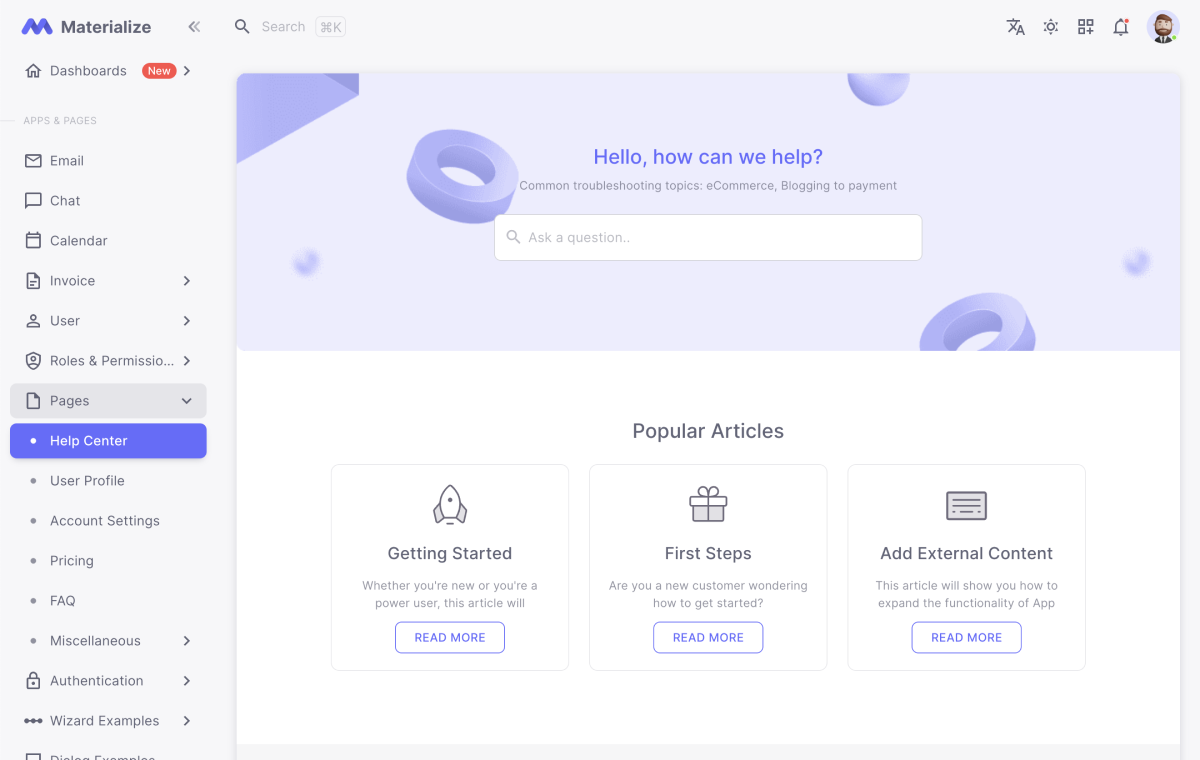 Materialize
Search ⌘K
Dashboards New
APPS & PAGES
Email
Chat
Calendar
Invoice
User
Roles & Permissio...
Pages
Help Center
User Profile
Account Settings
Pricing
FAQ
Miscellaneous
Authentication
Wizard Examples
Dialog Examples
Hello, how can we help?
Common troubleshooting topics: eCommerce, Blogging to payment
Ask a question..
Popular Articles
Getting Started
Whether you're new or you're a
power user, this article will
READ MORE
First Steps
Are you a new customer wondering
how to get started?
READ MORE
Add External Content
This article will show you how to
expand the functionality of App
READ MORE